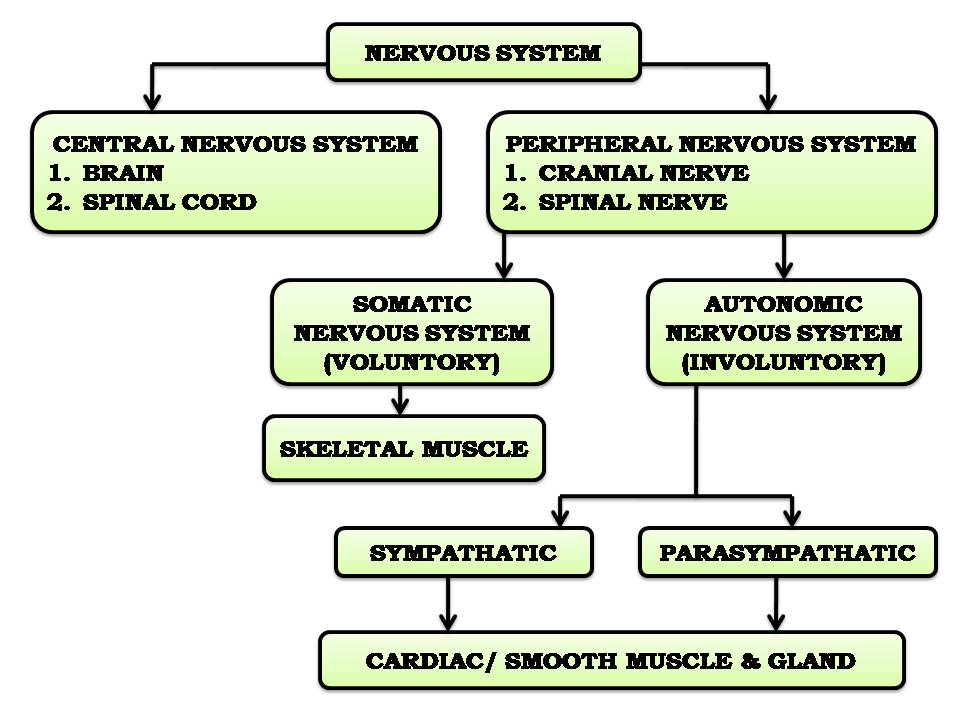 NERVOUS SYSTEM
CENTRAL NERVOUS SYSTEM
1. BRAIN
2. SPINAL CORD
PERIPHERAL NERVOUS SYSTEM
1. CRANIAL NERVE
2. SPINAL NERVE
SOMATIC
NERVOUS SYSTEM
(VOLUNTORY)
AUTONOMIC
NERVOUS SYSTEM
(INVOLUNTORY)
SKELETAL MUSCLE
SYMPATHATIC
PARASYMPATHATIC
CARDIAC/ SMOOTH MUSCLE & GLAND